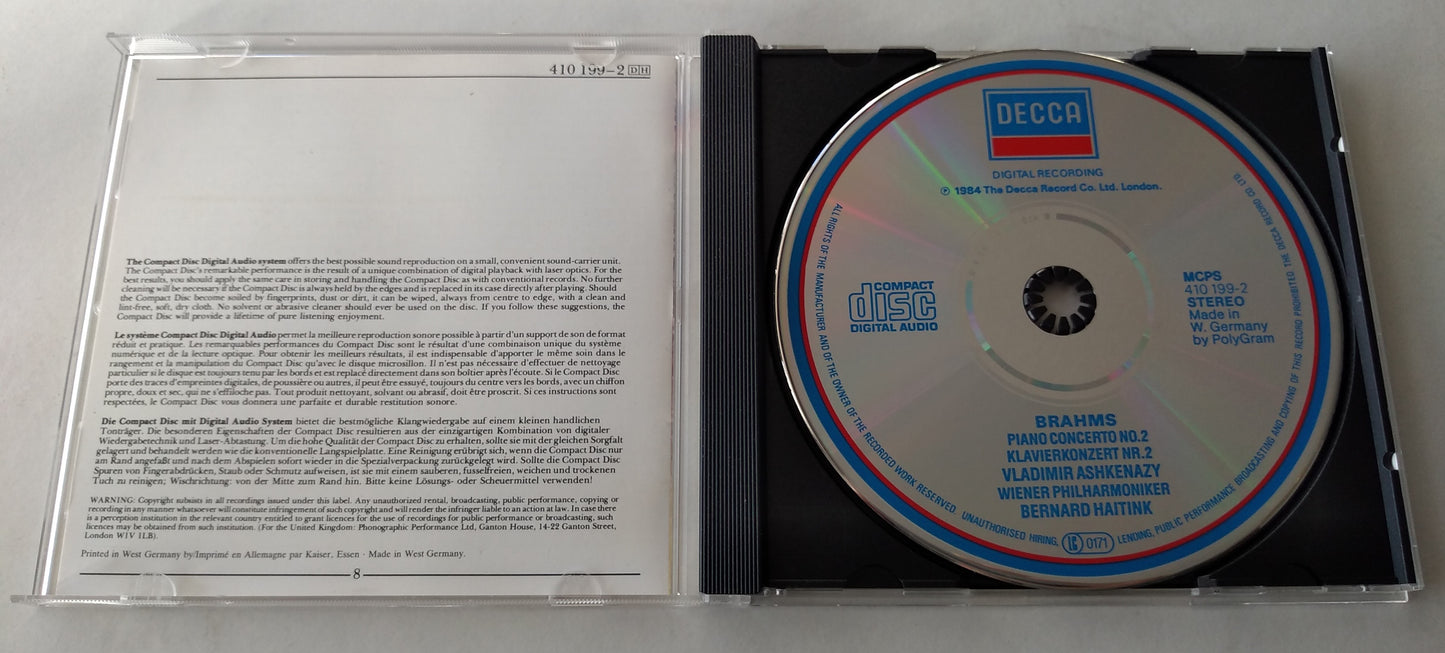 410 199-2 DH
The Compact Disc Digital Audio system offers the best possible sound reproduction on a small, convenient sound-carrier unit.
The Compact Disc's remarkable performance is the result of a unique combination of digital playback with laser optics. For the
best results, you should apply the same care in storing and handling the Compact Disc as with conventional records. No further
cleaning will be necessary if the Compact Disc is always held by the edges and is replaced in its case directly after playing. Should
the Compact Disc become soiled by fingerprints, dust or dirt, it can be wiped, always from centre to edge, with a clean and
lint-free, soft, dry cloth. No solvent or abrasive cleaner should ever be used on the disc. If you follow these suggestions, the
Compact Disc will provide a lifetime of pure listening enjoyment.
Le système Compact Disc Digital Audio permet la meilleure reproduction sonore possible à partir d'un support de son de format
réduit et pratique. Les remarquables performances du Compact Disc sont le résultat d'une combinaison unique du système
numérique et de la lecture optique. Pour obtenir les meilleurs résultats, il est indispensable d'apporter le même soin dans le
rangement et la manipulation du Compact Disc qu'avec le disque microsillon. Il n'est pas nécessaire d'effectuer de nettoyage
particulier si le disque est toujours tenu par les bords et est replacé directement dans son boîtier après l'écoute. Si le Compact Disc
porte des traces d'empreintes digitales, de poussière ou autres, il peut être essuyé, toujours du centre vers les bords, avec un chiffon
propre, doux et sec, qui ne s'effiloche pas. Tout produit nettoyant, solvant ou abrasif, doit être proscrit. Si ces instructions sont
respectées, le Compact Disc vous donnera une parfaite et durable restitution sonore.
Die Compact Disc mit Digital Audio System bietet die bestmögliche Klangwiedergabe auf einem kleinen handlichen
Tonträger. Die besonderen Eigenschaften der Compact Disc resultieren aus der einzigartigen Kombination von digitaler
Wiedergabetechnik und Laser-Abtastung. Um die hohe Qualität der Compact Disc zu erhalten, sollte sie mit der gleichen Sorgfalt
gelagert und behandelt werden wie die konventionelle Langspielplatte. Eine Reinigung erübrigt sich, wenn die Compact Disc nur
am Rand angefaßt und nach dem Abspielen sofort wieder in die Spezialverpackung zurückgelegt wird. Sollte die Compact Disc
Spuren von Fingerabdrücken, Staub oder Schmutz aufweisen, ist sie mit einem sauberen, fusselfreien, weichen und trockenen
Tuch zu reinigen; Wischrichtung: von der Mitte zum Rand hin. Bitte keine Lösungs- oder Scheuermittel verwenden!
WARNING: Copyright subsists in all recordings issued under this label. Any unauthorized rental, broadcasting, public performance, copying or
recording in any manner whatsoever will constitute infringement of such copyright and will render the infringer liable to an action at law. In case there
is a perception institution in the relevant country entitled to grant licences for the use of recordings for public performance or broadcasting, such
licences may be obtained from such institution. (For the United Kingdom: Phonographic Performance Ltd, Ganton House, 14-22 Ganton Street,
London W1V 1LB).
Printed in West Germany by/Imprimé en Allemagne par Kaiser, Essen · Made in West Germany.
8
DECCA
DIGITAL RECORDING
℗ 1984 The Decca Record Co. Ltd. London.
COMPACT
disc
DIGITAL AUDIO
MCPS
410 199-2
STEREO
Made in
W. Germany
by PolyGram
BRAHMS
PIANO CONCERTO NO.2
KLAVIERKONZERT NR.2
VLADIMIR ASHKENAZY
WIENER PHILHARMONIKER
BERNARD HAITINK
ALL RIGHTS OF THE MANUFACTURER AND OF THE OWNER OF THE RECORDED WORK RESERVED. UNAUTHORISED HIRING, LC 0171 LENDING, PUBLIC PERFORMANCE BROADCASTING AND COPYING OF THIS RECORD PROHIBITED THE DECCA RECORD CO LTD.